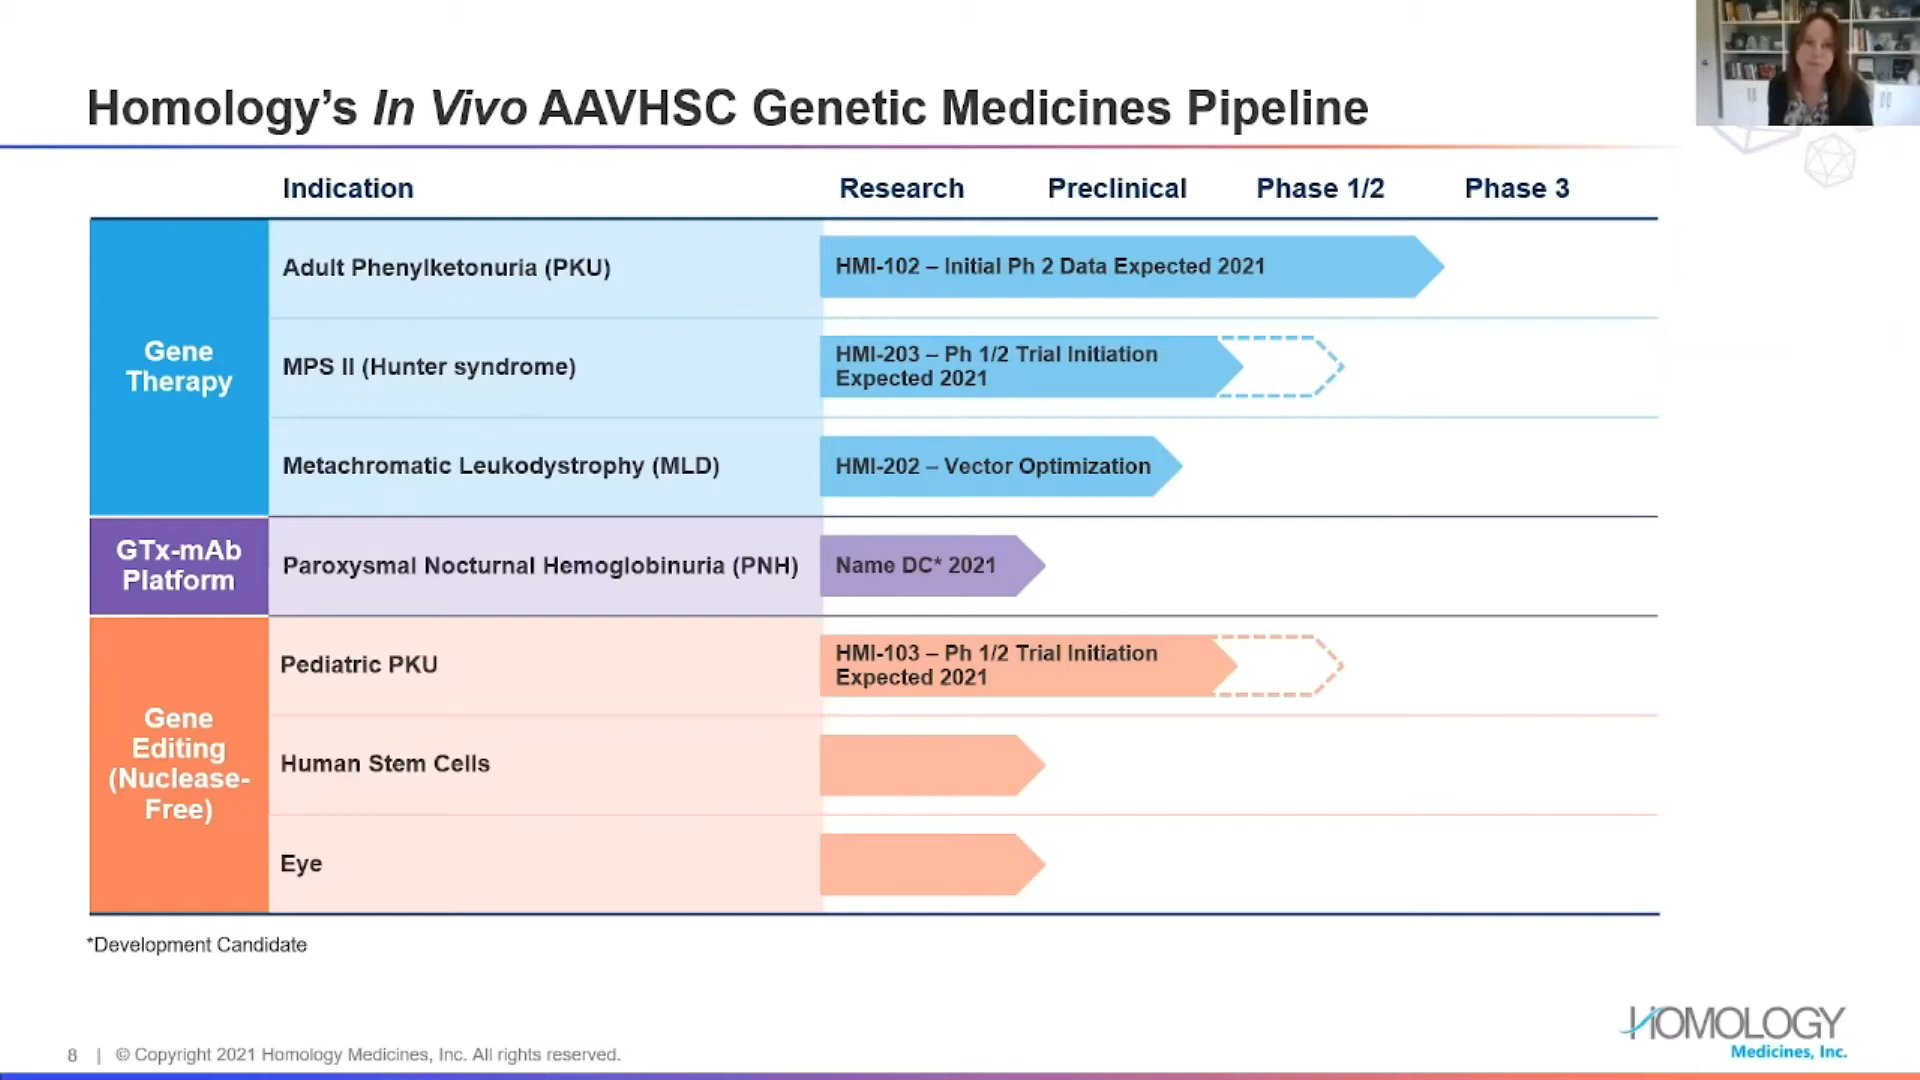 Homology’s In Vivo AAVHSC Genetic Medicines Pipeline
Indication Research Preclinical Phase 1/2 Phase 3
Gene
Therapy
Adult Phenylketonuria (PKU)
HMI-102 – Initial Ph 2 Data Expected 2021
MPS II (Hunter syndrome)
HMI-203 – Ph 1/2 Trial Initiation
Expected 2021
Metachromatic Leukodystrophy (MLD)
HMI-202 – Vector Optimization
GTx-mAb
Platform
Paroxysmal Nocturnal Hemoglobinuria (PNH)
Name DC* 2021
Gene
Editing
(Nuclease-
Free)
Pediatric PKU
HMI-103 – Ph 1/2 Trial Initiation
Expected 2021
Human Stem Cells
Eye
*Development Candidate
8 | © Copyright 2021 Homology Medicines, Inc. All rights reserved.
HOMOLOGY
Medicines, Inc.